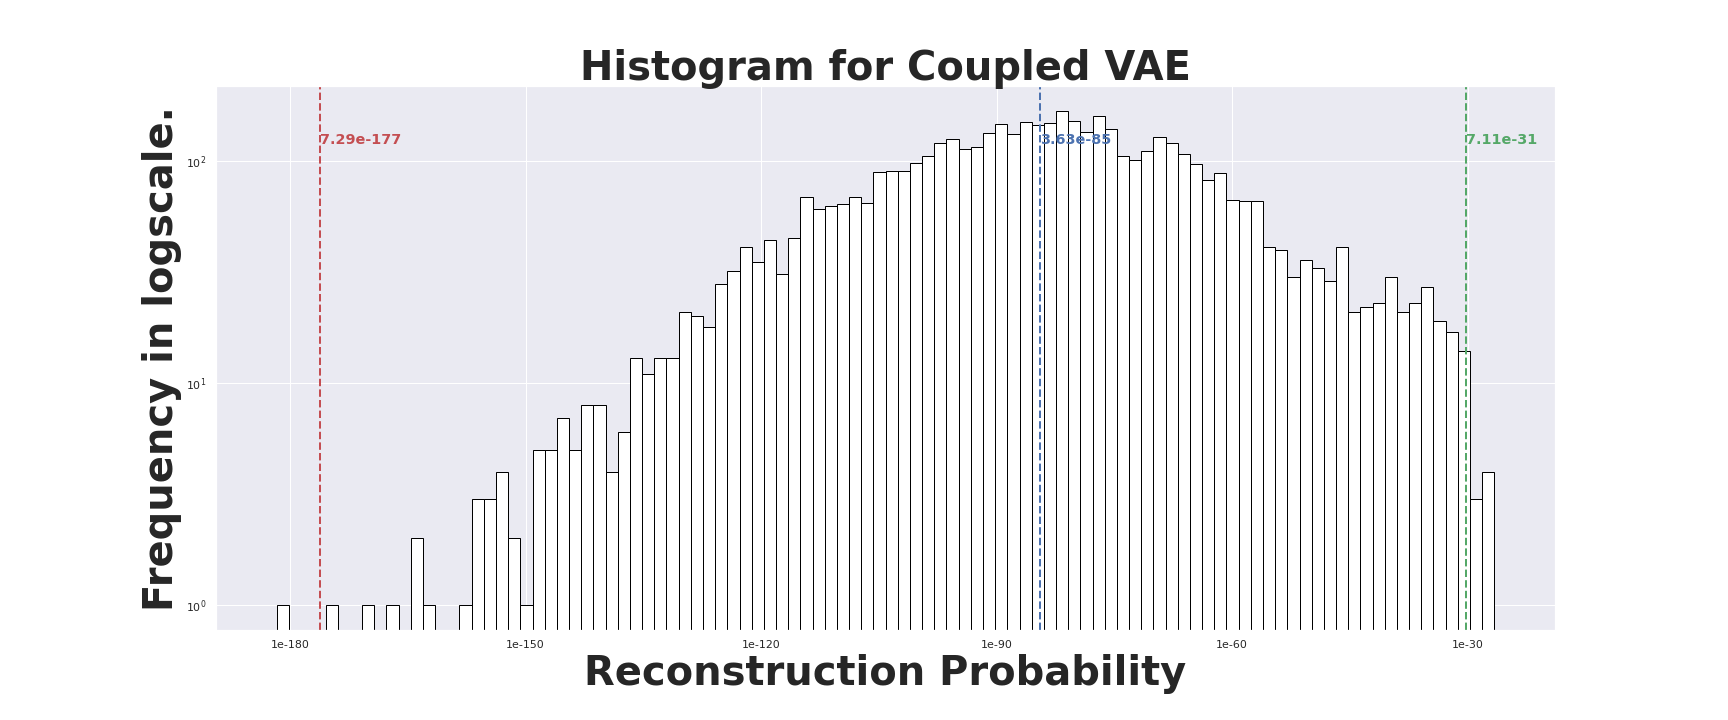 Histogram for Coupled VAE
Frequency in logscale.
7.29e-177
3.63e-85
7.11e-31
10²
10¹
10⁰
1e-180
1e-150
1e-120
1e-90
1e-60
1e-30
Reconstruction Probability